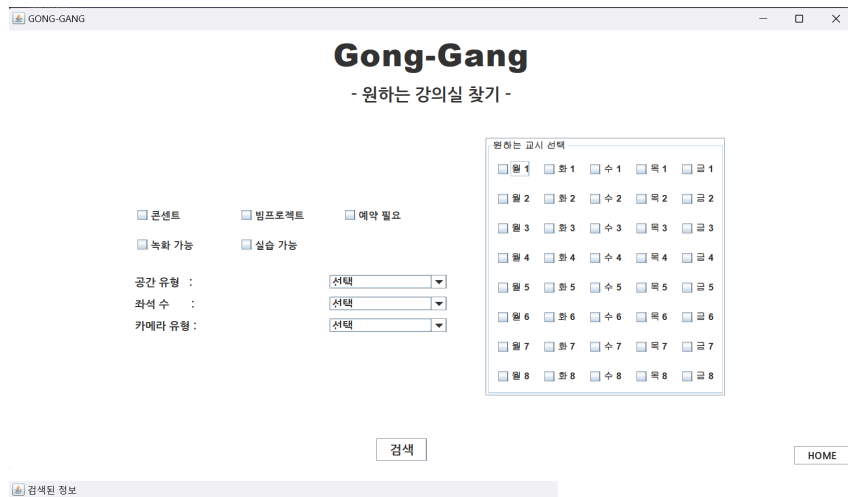 GONG-GANG
Gong-Gang
- 원하는 강의실 찾기 -
콘센트 빔프로젝트 예약 필요
녹화 가능 실습 가능
공간 유형 : 선택
좌석 수 : 선택
카메라 유형 : 선택
원하는 교시 선택
월 1 화 1 수 1 목 1 금 1
월 2 화 2 수 2 목 2 금 2
월 3 화 3 수 3 목 3 금 3
월 4 화 4 수 4 목 4 금 4
월 5 화 5 수 5 목 5 금 5
월 6 화 6 수 6 목 6 금 6
월 7 화 7 수 7 목 7 금 7
월 8 화 8 수 8 목 8 금 8
검색
HOME
검색된 정보